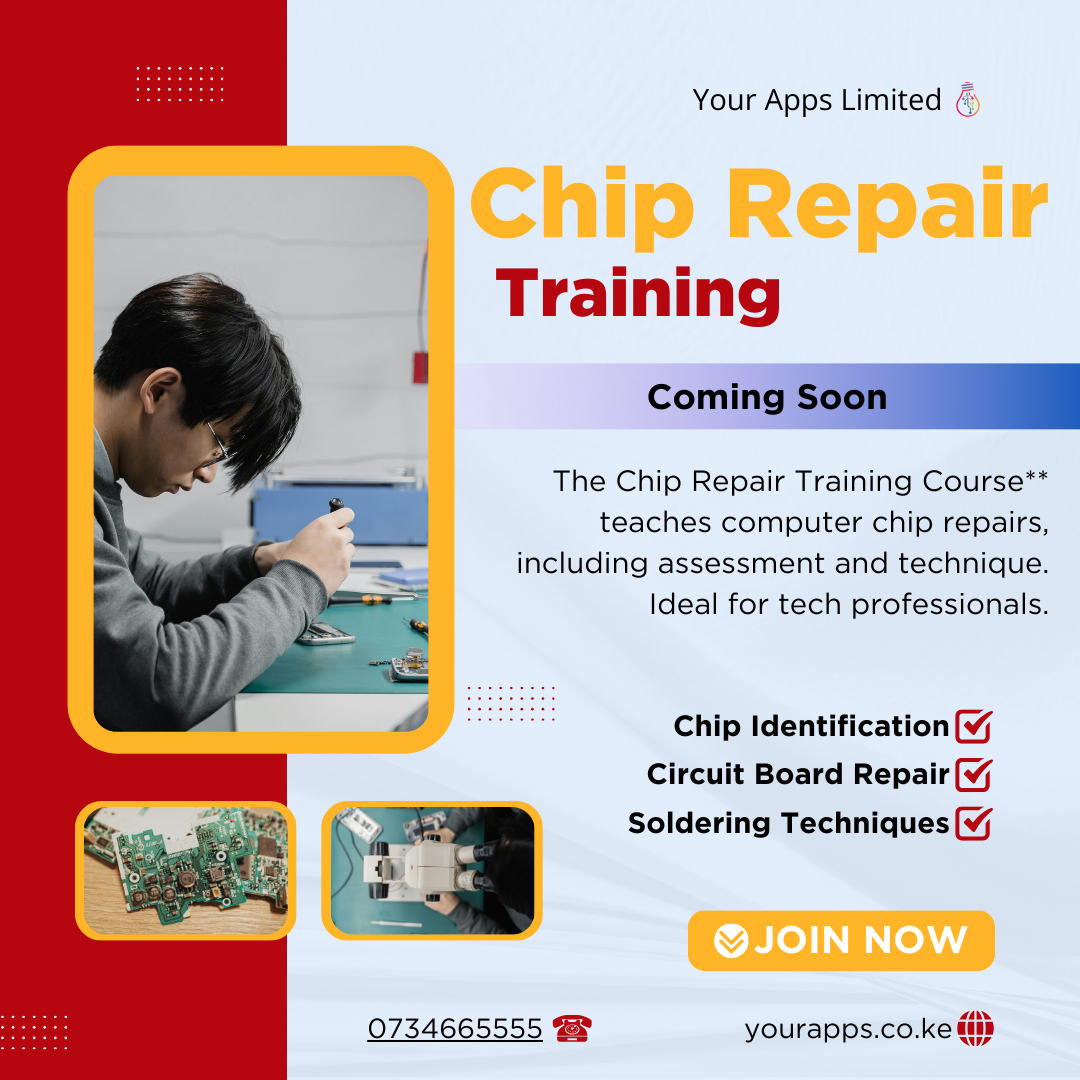 Your Apps Limited
Chip Repair
Training
Coming Soon
The Chip Repair Training Course**
teaches computer chip repairs,
including assessment and technique.
Ideal for tech professionals.
Chip Identification
Circuit Board Repair
Soldering Techniques
JOIN NOW
0734665555
yourapps.co.ke